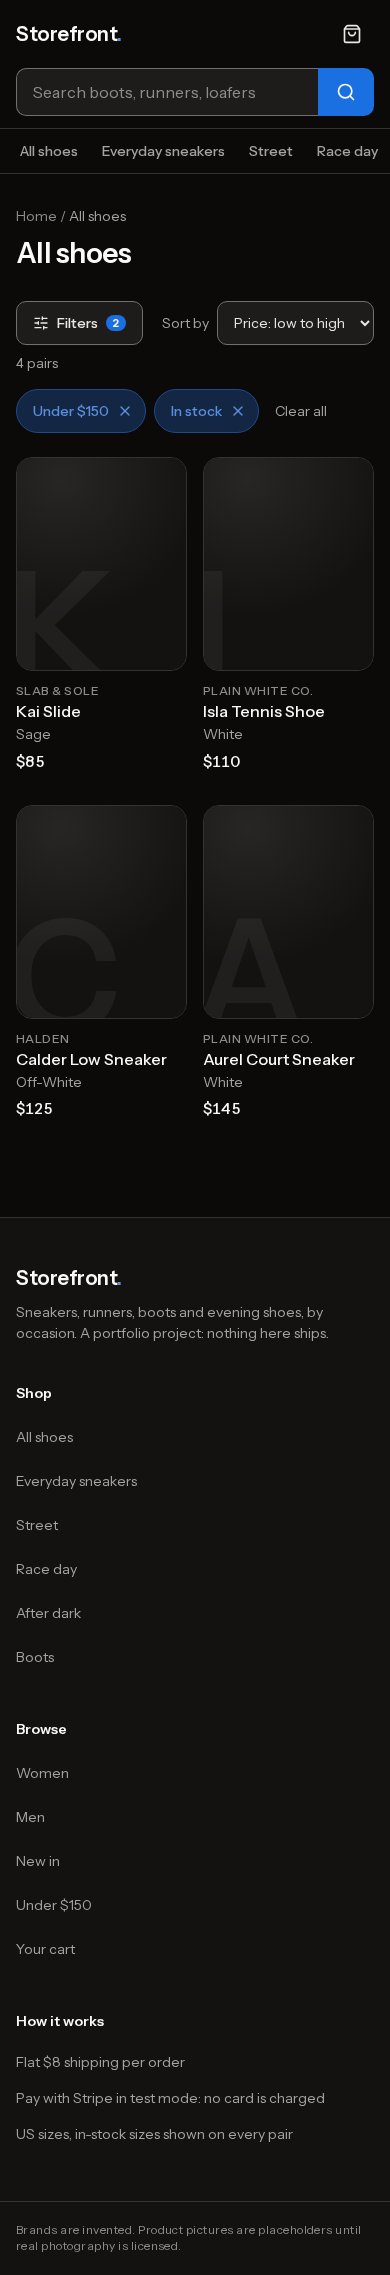 Storefront.
Search boots, runners, loafers
All shoes Everyday sneakers Street Race day
Home / All shoes
All shoes
Filters 2 Sort by Price: low to high
4 pairs
Under $150 In stock Clear all
K I
SLAB & SOLE PLAIN WHITE CO.
Kai Slide Isla Tennis Shoe
Sage White
$85 $110
C A
HALDEN PLAIN WHITE CO.
Calder Low Sneaker Aurel Court Sneaker
Off-White White
$125 $145
Storefront.
Sneakers, runners, boots and evening shoes, by
occasion. A portfolio project: nothing here ships.
Shop
All shoes
Everyday sneakers
Street
Race day
After dark
Boots
Browse
Women
Men
New in
Under $150
Your cart
How it works
Flat $8 shipping per order
Pay with Stripe in test mode: no card is charged
US sizes, in-stock sizes shown on every pair
Brands are invented. Product pictures are placeholders until
real photography is licensed.